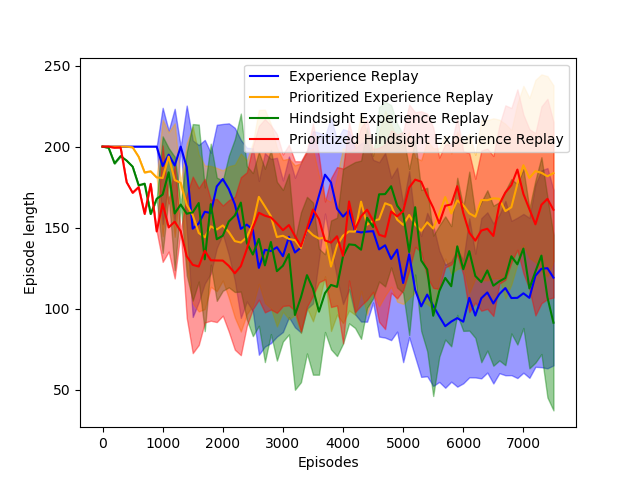 250
200
150
100
50
Episode length
Experience Replay
Prioritized Experience Replay
Hindsight Experience Replay
Prioritized Hindsight Experience Replay
0 1000 2000 3000 4000 5000 6000 7000
Episodes